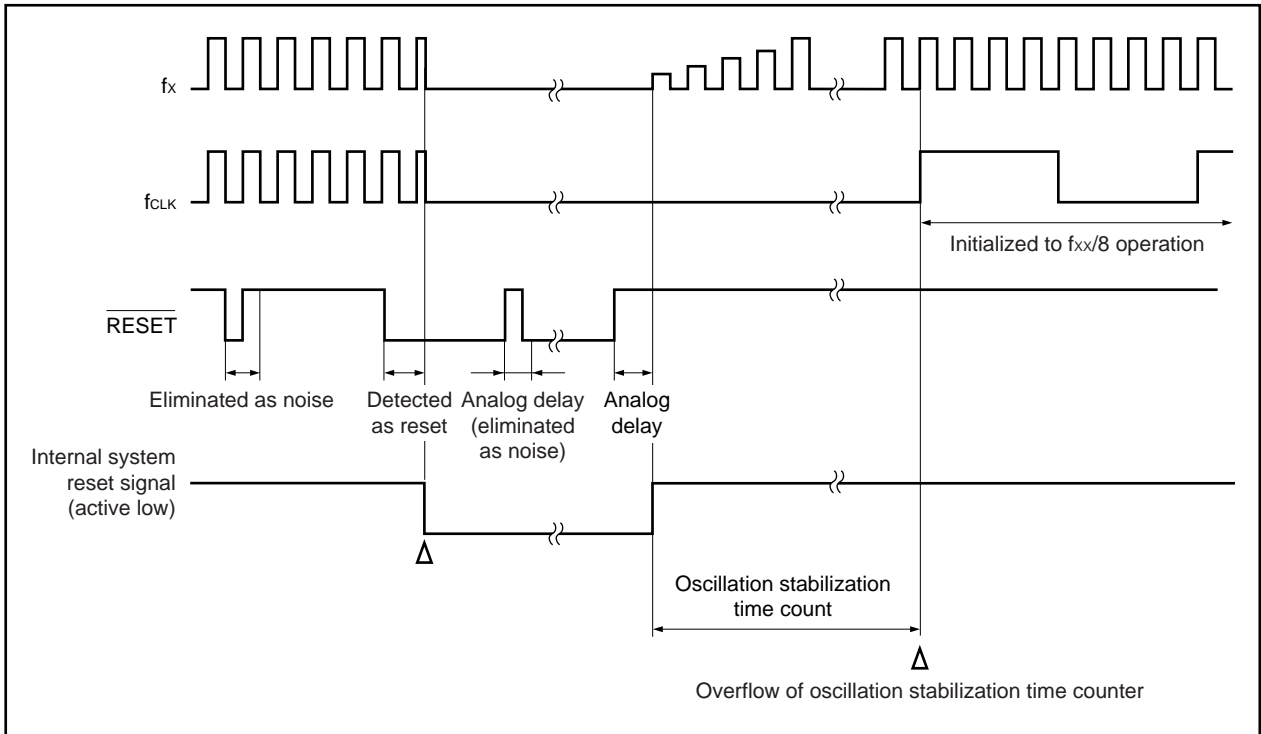 fX
fCLK
Initialized to fXX/8 operation
RESET
Eliminated as noise
Detected
as reset
Analog delay
(eliminated
as noise)
Analog
delay
Internal system
reset signal
(active low)
Oscillation stabilization
time count
Overflow of oscillation stabilization time counter